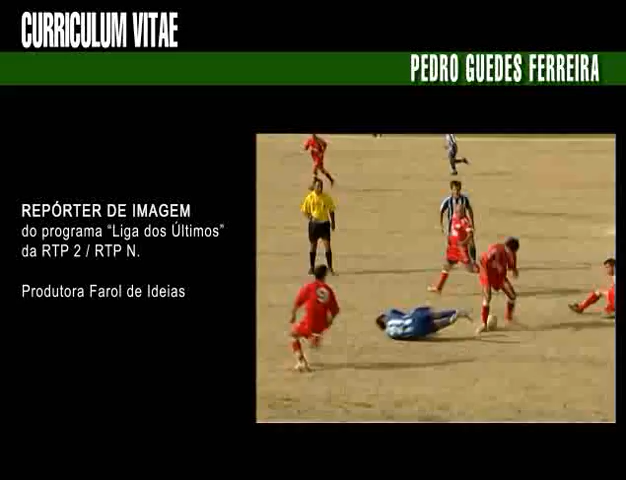 CURRICULUM VITAE
PEDRO GUEDES FERREIRA
REPÓRTER DE IMAGEM
do programa “Liga dos Últimos”
da RTP 2 / RTP N.
Produtora Farol de Ideias
9